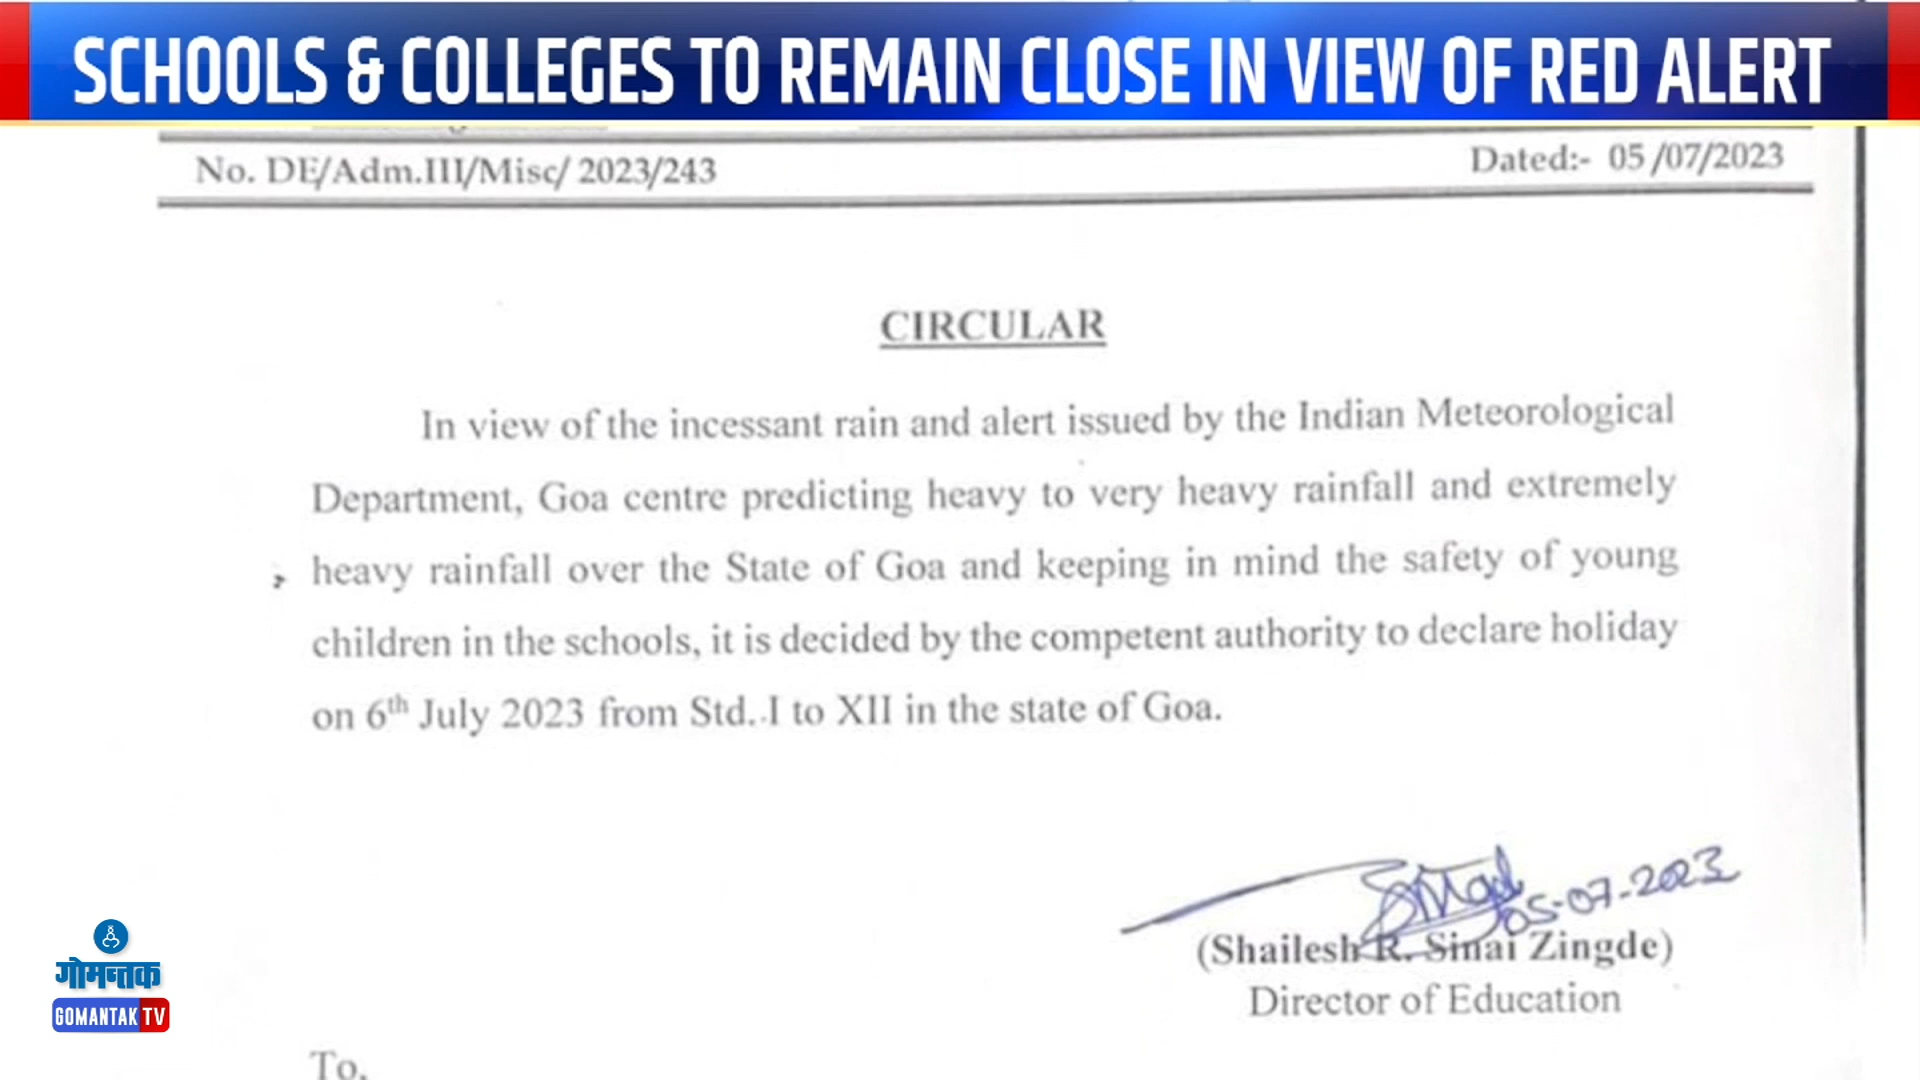 SCHOOLS & COLLEGES TO REMAIN CLOSE IN VIEW OF RED ALERT
No. DE/Adm.III/Misc/ 2023/243
Dated:- 05/07/2023
CIRCULAR
In view of the incessant rain and alert issued by the Indian Meteorological
Department, Goa centre predicting heavy to very heavy rainfall and extremely
heavy rainfall over the State of Goa and keeping in mind the safety of young
children in the schools, it is decided by the competent authority to declare holiday
on 6th July 2023 from Std. I to XII in the state of Goa.
05-07-2023
(Shailesh R. Sinai Zingde)
Director of Education
To,
गोमन्तक
GOMANTAK TV